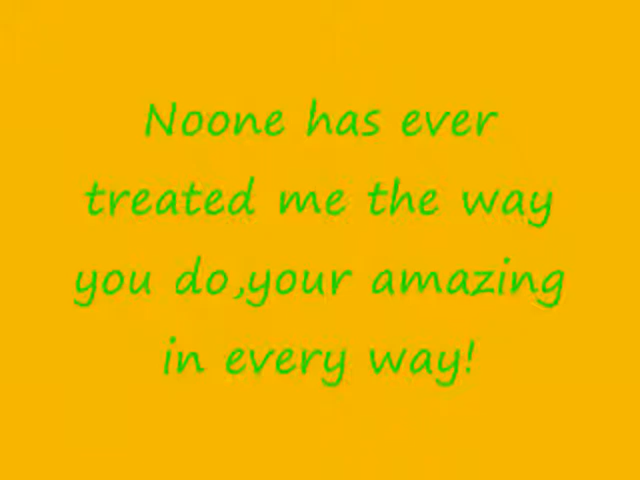 Noone has ever
treated me the way
you do,your amazing
in every way!